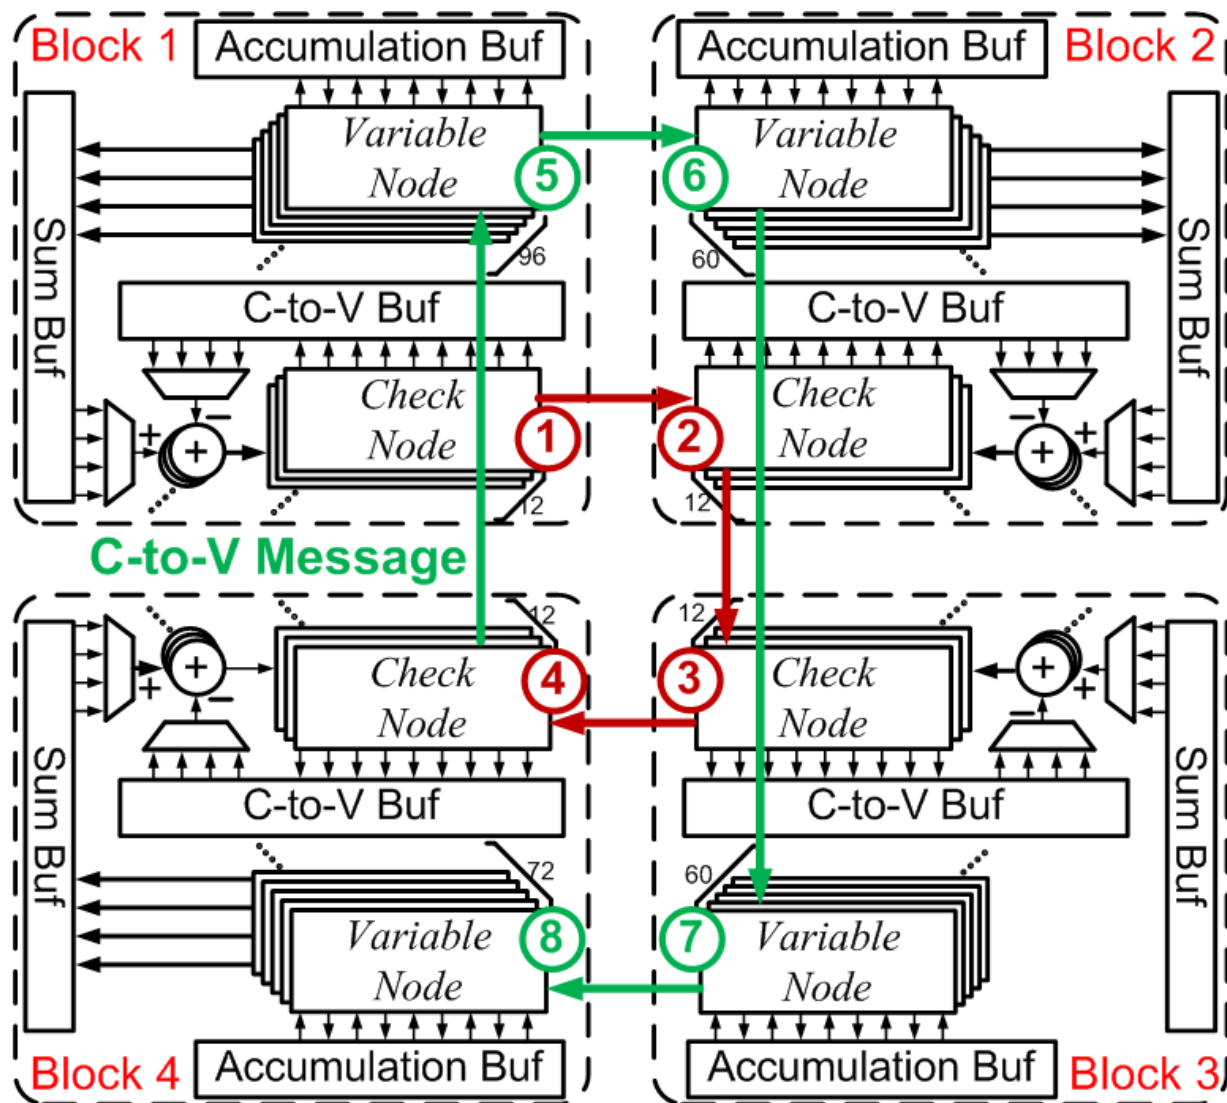 Block 1
Accumulation Buf
Accumulation Buf
Block 2
Variable
Node
5
6
Variable
Node
Sum Buf
96
60
Sum Buf
C-to-V Buf
C-to-V Buf
Check
Node
1
2
Check
Node
−
+
+
−
+
+
12
12
C-to-V Message
12
12
+
+
−
Check
Node
4
3
Check
Node
+
+
−
Sum Buf
C-to-V Buf
C-to-V Buf
Sum Buf
72
60
Variable
Node
8
7
Variable
Node
Block 4
Accumulation Buf
Accumulation Buf
Block 3